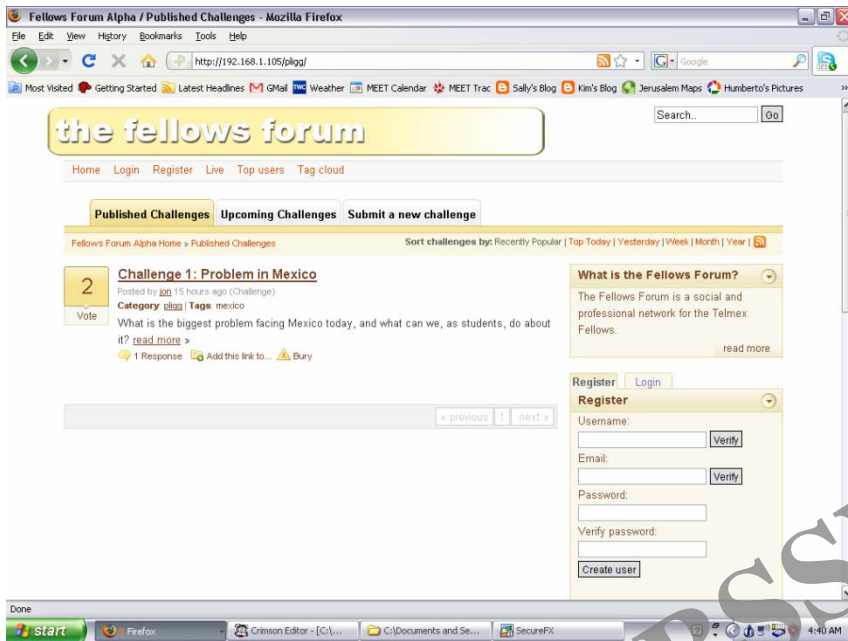 Fellows Forum Alpha / Published Challenges - Mozilla Firefox
File Edit View History Bookmarks Tools Help
http://192.168.1.105/pligg/
Google
Most Visited Getting Started Latest Headlines GMail Weather MEET Calendar MEET Trac Sally's Blog Kim's Blog Jerusalem Maps Humberto's Pictures »
the fellows forum
Search.. Go
Home Login Register Live Top users Tag cloud
Published Challenges Upcoming Challenges Submit a new challenge
Fellows Forum Alpha Home » Published Challenges
Sort challenges by: Recently Popular | Top Today | Yesterday | Week | Month | Year |
2
Vote
Challenge 1: Problem in Mexico
Posted by jon 15 hours ago (Challenge)
Category: pligg | Tags: mexico
What is the biggest problem facing Mexico today, and what can we, as students, do about
it? read more »
1 Response Add this link to... Bury
« previous 1 next »
What is the Fellows Forum?
The Fellows Forum is a social and
professional network for the Telmex
Fellows.
read more
Register Login
Register
Username:
Verify
Email:
Verify
Password:
Verify password:
Create user
Done
start Firefox Crimson Editor - [C:\... C:\Documents and Se... SecureFX 4:40 AM